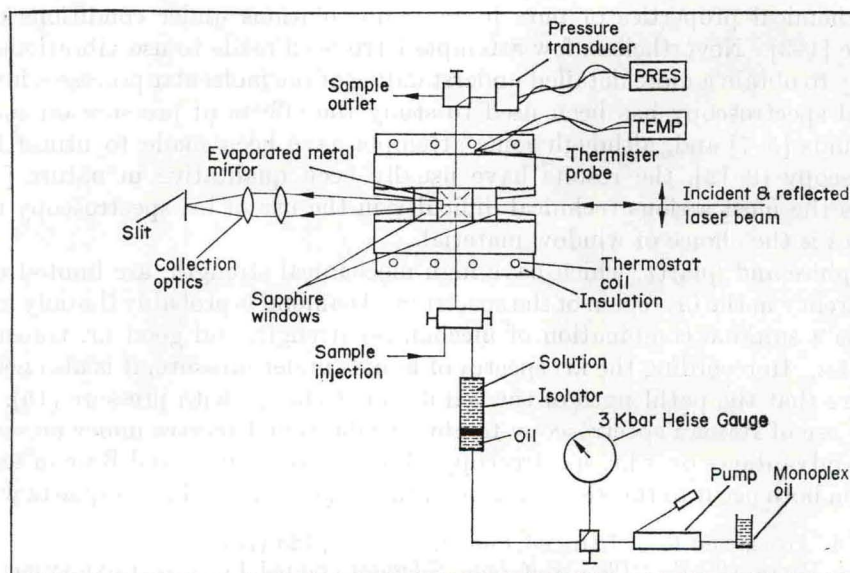 Pressure
transducer
PRES
Sample
outlet
TEMP
Evaporated metal
mirror
Thermister
probe
Incident & reflected
laser beam
Slit
Collection
optics
Thermostat
coil
Sapphire
windows
Insulation
Sample
injection
Solution
Isolator
3 Kbar Heise Gauge
Oil
Pump
Monoplex
oil